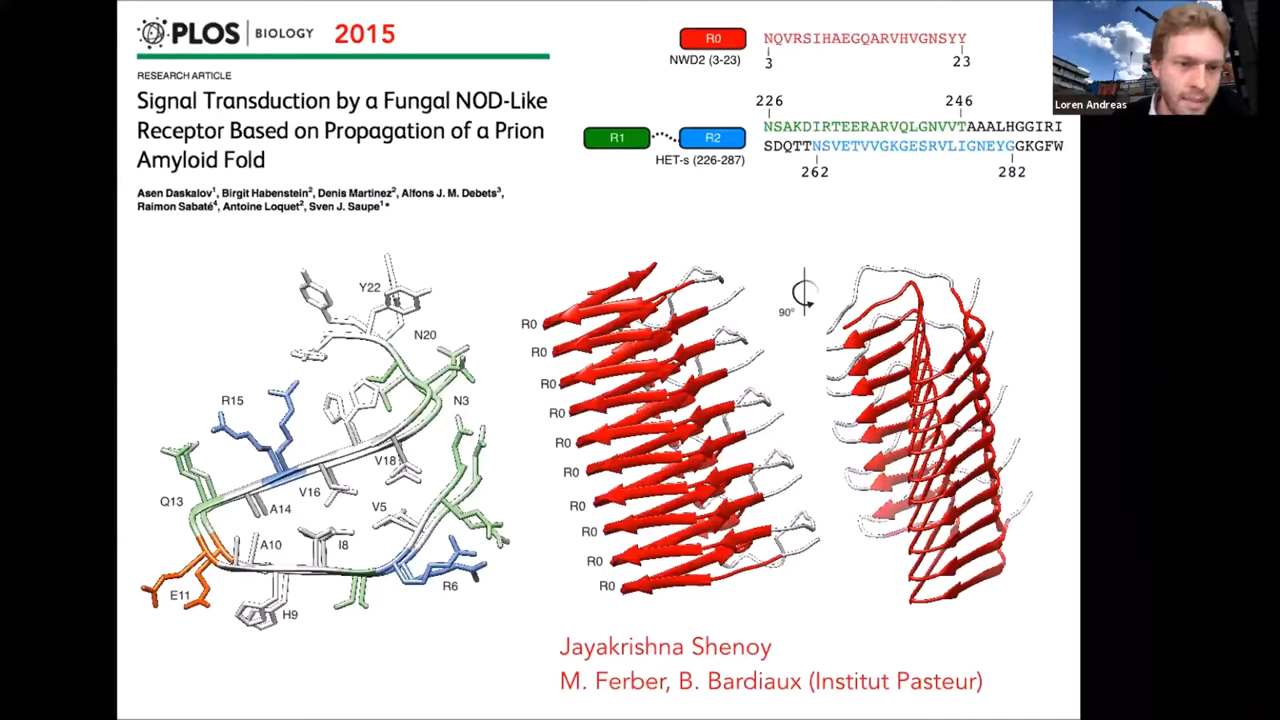 PLOS | BIOLOGY 2015
RESEARCH ARTICLE
Signal Transduction by a Fungal NOD-Like
Receptor Based on Propagation of a Prion
Amyloid Fold
Asen Daskalov¹, Birgit Habenstein², Denis Martinez², Alfons J. M. Debets³,
Raimon Sabaté⁴, Antoine Loquet², Sven J. Saupe¹*
R0 NQVRSIHAEGQARVHVGNSYY
NWD2 (3-23) 3 23
226 246
R1 R2 NSAKDIRTEERARVQLGNVVTAAALHGGIRI
HET-s (226-287) SDQTTNSVETVVGKGESRVLIGNEYGGKGFW
262 282
Loren Andreas
Y22
N20
R15
N3
V18
Q13
V16
A14
V5
A10
I8
E11
R6
H9
R0
R0
R0
R0
R0
R0
R0
R0
R0
R0
90°
Jayakrishna Shenoy
M. Ferber, B. Bardiaux (Institut Pasteur)